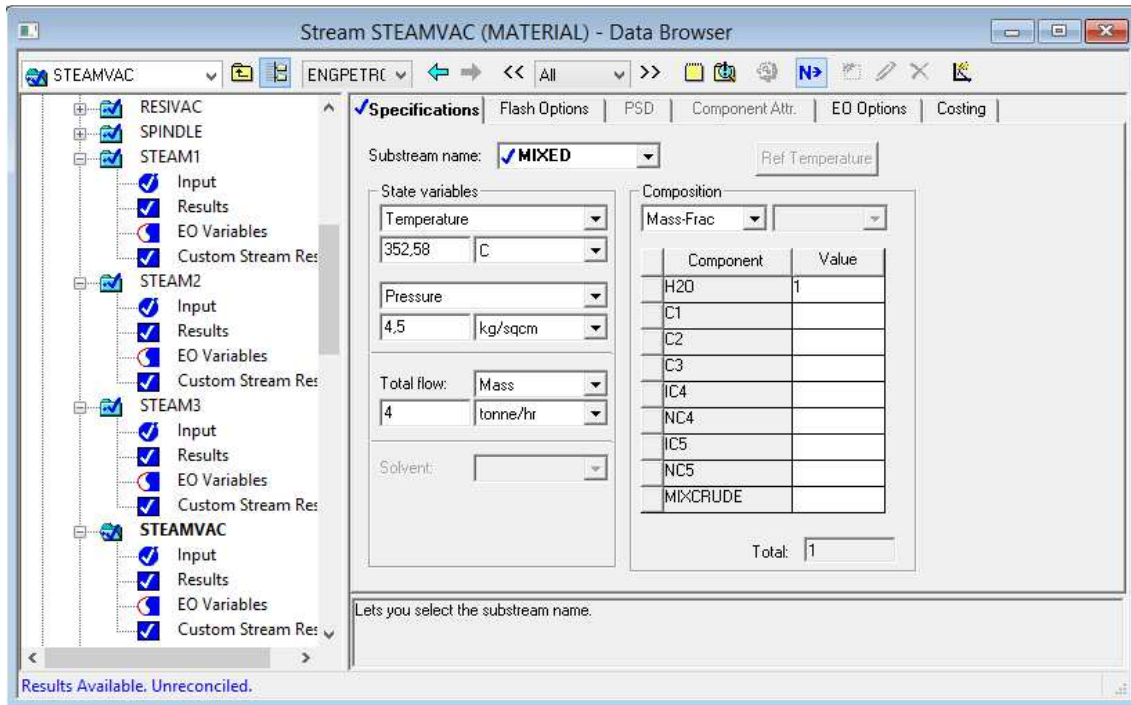 Stream STEAMVAC (MATERIAL) - Data Browser
STEAMVAC ENGPETRC << All >> N>
RESIVAC
SPINDLE
STEAM1
Input
Results
EO Variables
Custom Stream Res
STEAM2
Input
Results
EO Variables
Custom Stream Res
STEAM3
Input
Results
EO Variables
Custom Stream Res
STEAMVAC
Input
Results
EO Variables
Custom Stream Res
Specifications Flash Options PSD Component Attr. EO Options Costing
Substream name: MIXED Ref Temperature
State variables
Temperature
352,58 C
Pressure
4,5 kg/sqcm
Total flow: Mass
4 tonne/hr
Solvent:
Composition
Mass-Frac
Component Value
H2O 1
C1
C2
C3
IC4
NC4
IC5
NC5
MIXCRUDE
Total: 1
Lets you select the substream name.
Results Available. Unreconciled.